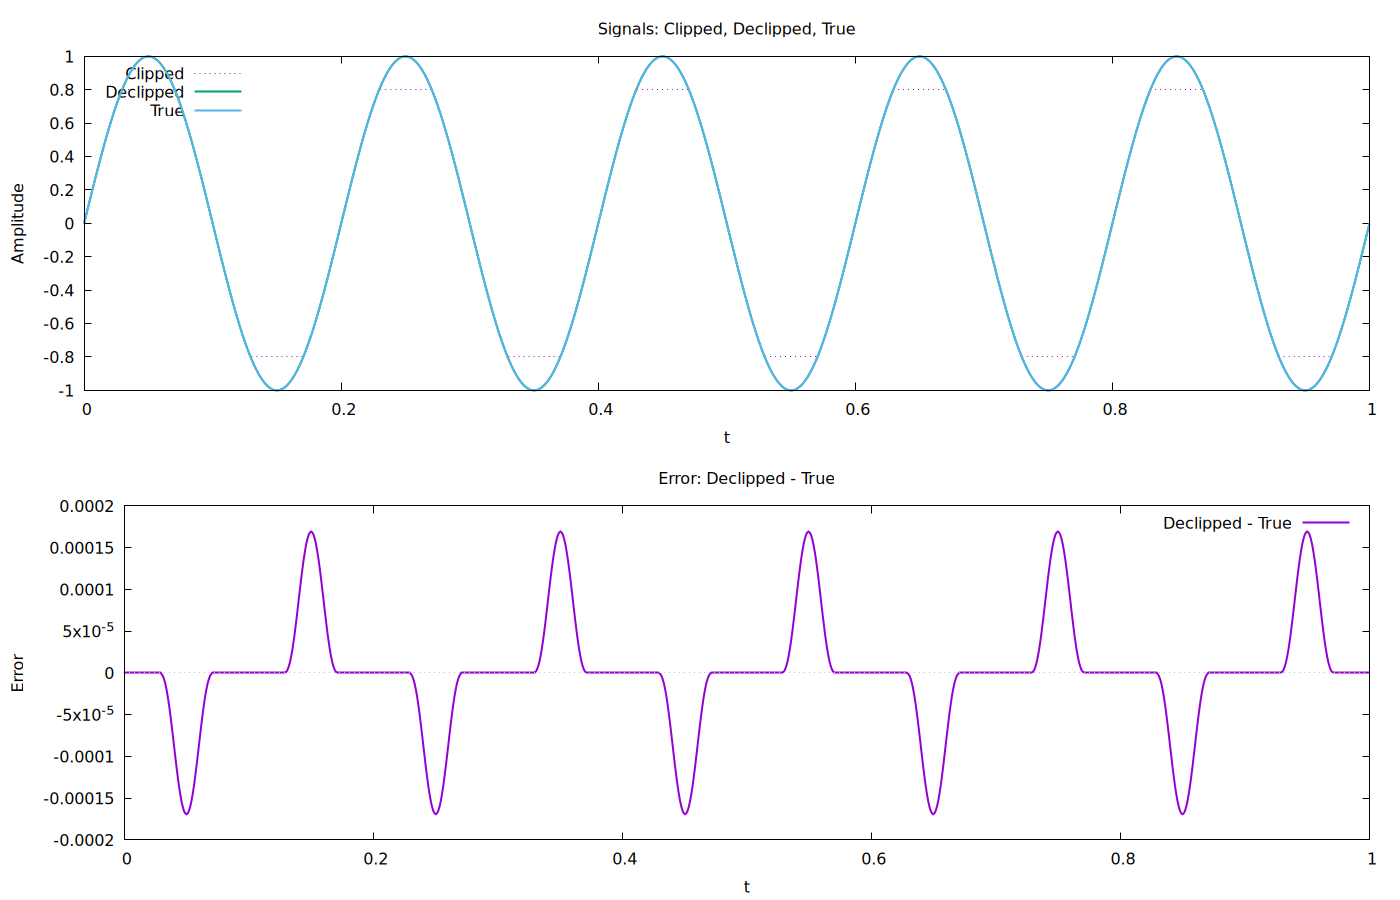 Signals: Clipped, Declipped, True
1
0.8
0.6
0.4
0.2
0
-0.2
-0.4
-0.6
-0.8
-1
Amplitude
Clipped
Declipped
True
0 0.2 0.4 0.6 0.8 1
t
Error: Declipped - True
0.0002
0.00015
0.0001
5x10⁻⁵
0
-5x10⁻⁵
-0.0001
-0.00015
-0.0002
Error
Declipped - True
0 0.2 0.4 0.6 0.8 1
t